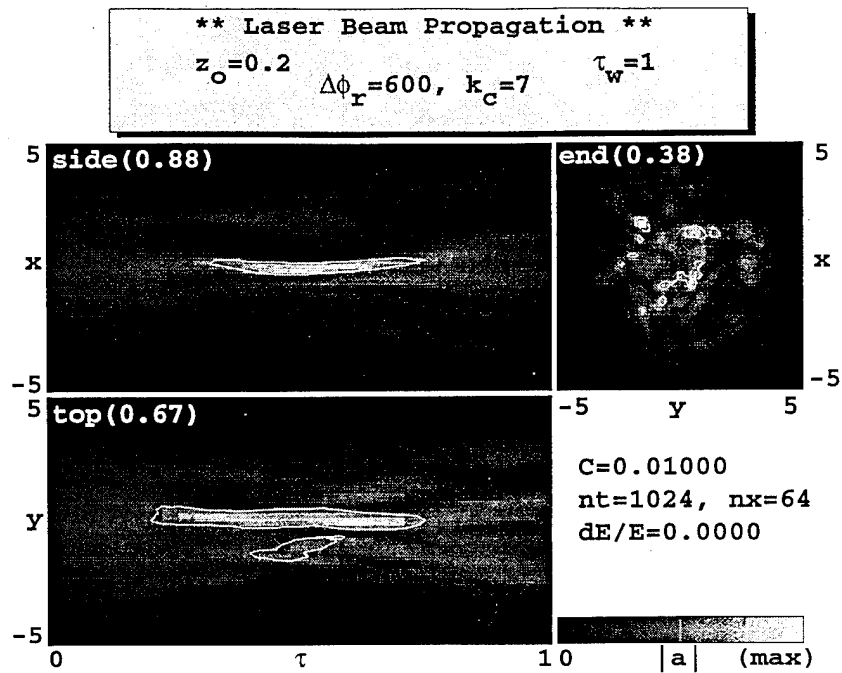 ** Laser Beam Propagation **
z_o=0.2
τ_w=1
Δϕ_r=600, k_c=7
5
side(0.88)
end(0.38)
5
x
x
-5
-5
5
top(0.67)
-5
y
5
y
C=0.01000
nt=1024, nx=64
dE/E=0.0000
-5
0
τ
1
0
|a|
(max)